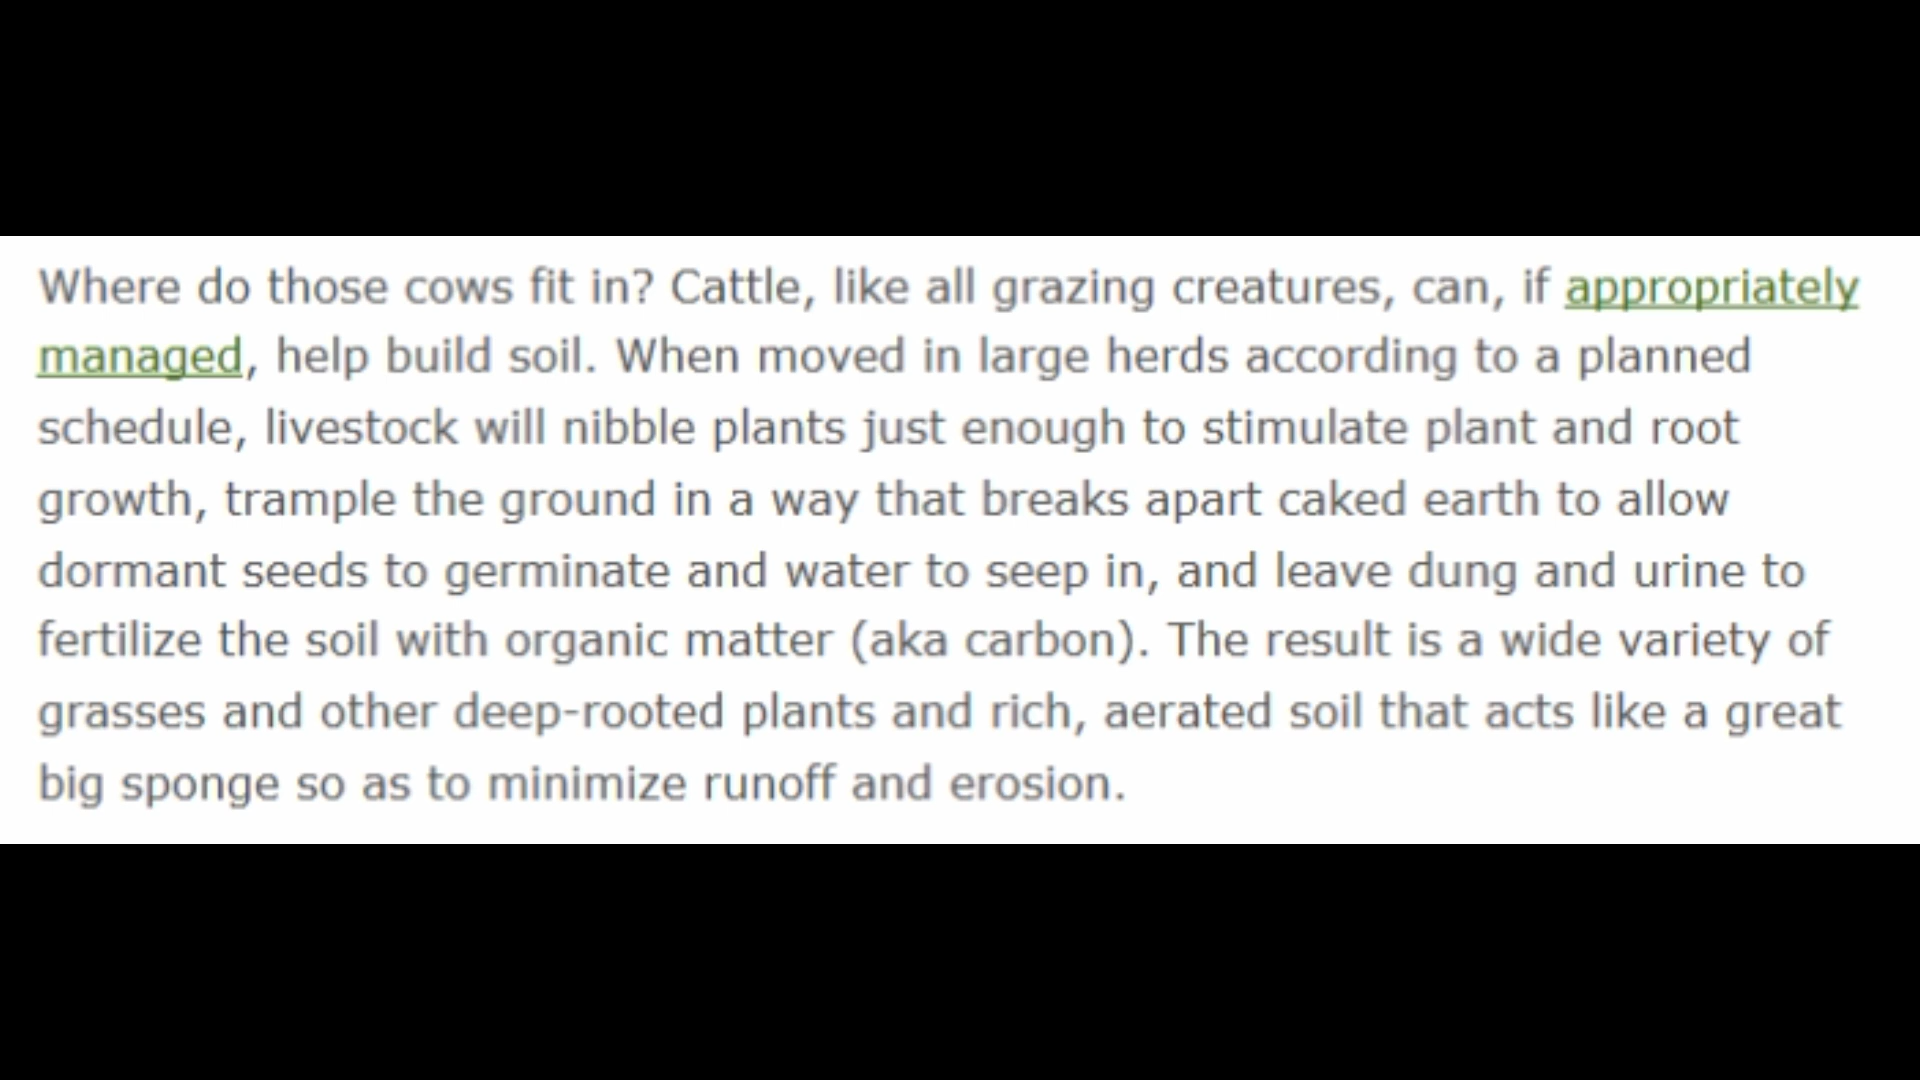 Where do those cows fit in? Cattle, like all grazing creatures, can, if appropriately
managed, help build soil. When moved in large herds according to a planned
schedule, livestock will nibble plants just enough to stimulate plant and root
growth, trample the ground in a way that breaks apart caked earth to allow
dormant seeds to germinate and water to seep in, and leave dung and urine to
fertilize the soil with organic matter (aka carbon). The result is a wide variety of
grasses and other deep-rooted plants and rich, aerated soil that acts like a great
big sponge so as to minimize runoff and erosion.